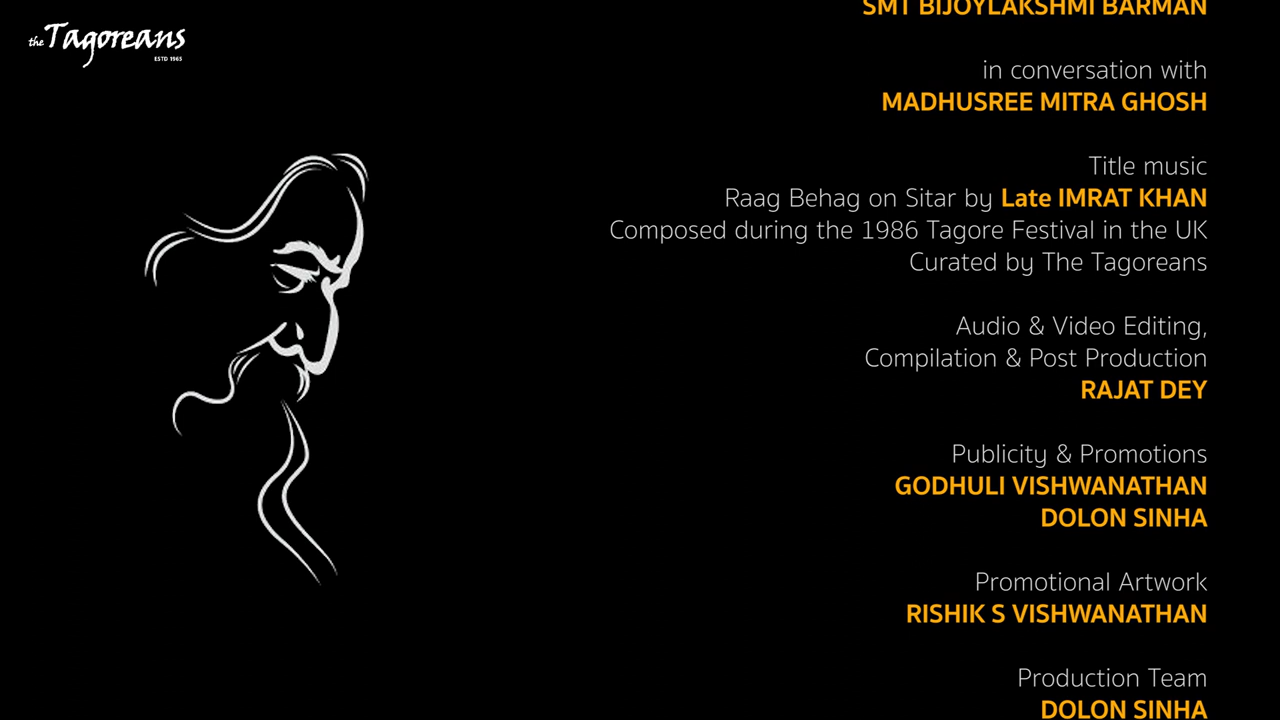 the Tagoreans
ESTD 1965
SMT BIJOYLAKSHMI BARMAN
in conversation with
MADHUSREE MITRA GHOSH
Title music
Raag Behag on Sitar by Late IMRAT KHAN
Composed during the 1986 Tagore Festival in the UK
Curated by The Tagoreans
Audio & Video Editing,
Compilation & Post Production
RAJAT DEY
Publicity & Promotions
GODHULI VISHWANATHAN
DOLON SINHA
Promotional Artwork
RISHIK S VISHWANATHAN
Production Team
DOLON SINHA